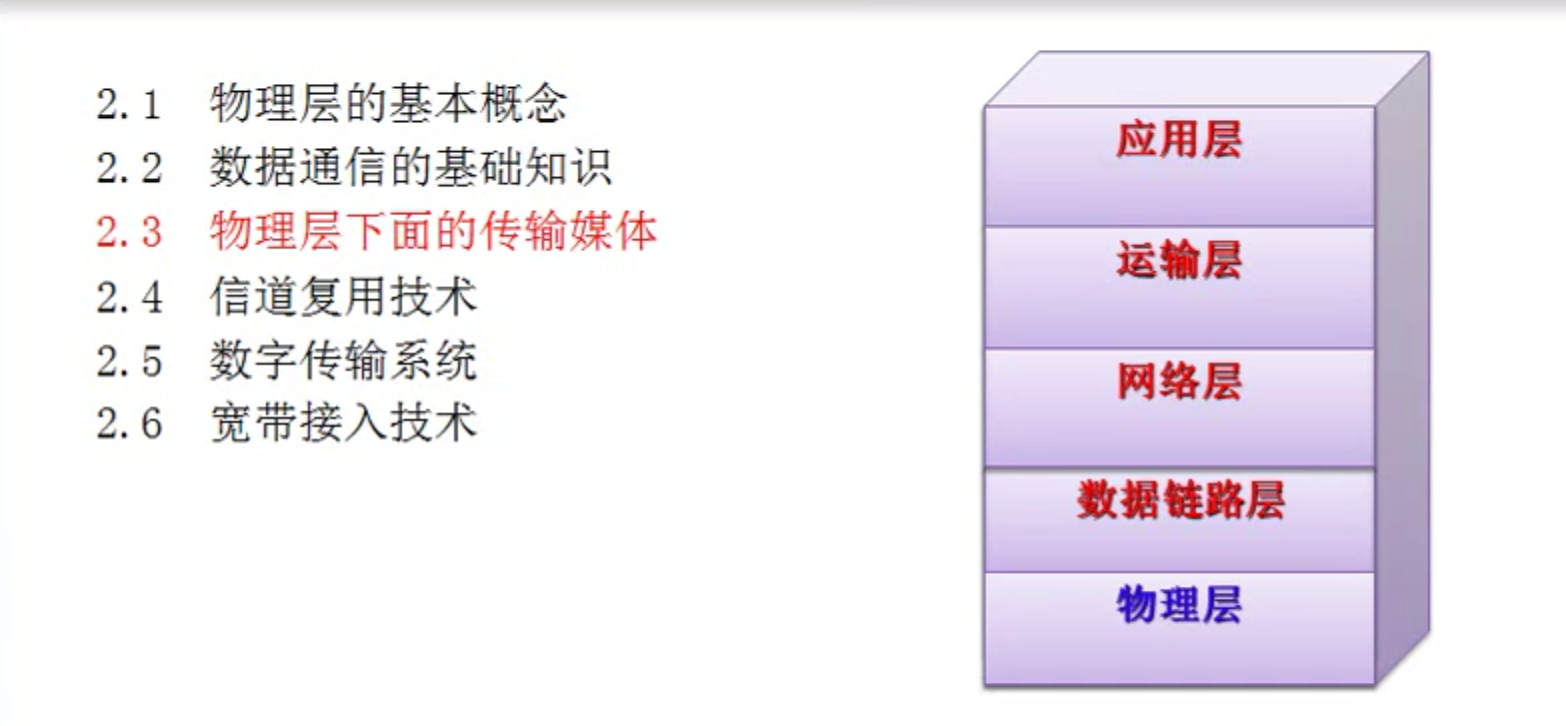 2.1 物理层的基本概念
2.2 数据通信的基础知识
2.3 物理层下面的传输媒体
2.4 信道复用技术
2.5 数字传输系统
2.6 宽带接入技术
应用层
运输层
网络层
数据链路层
物理层